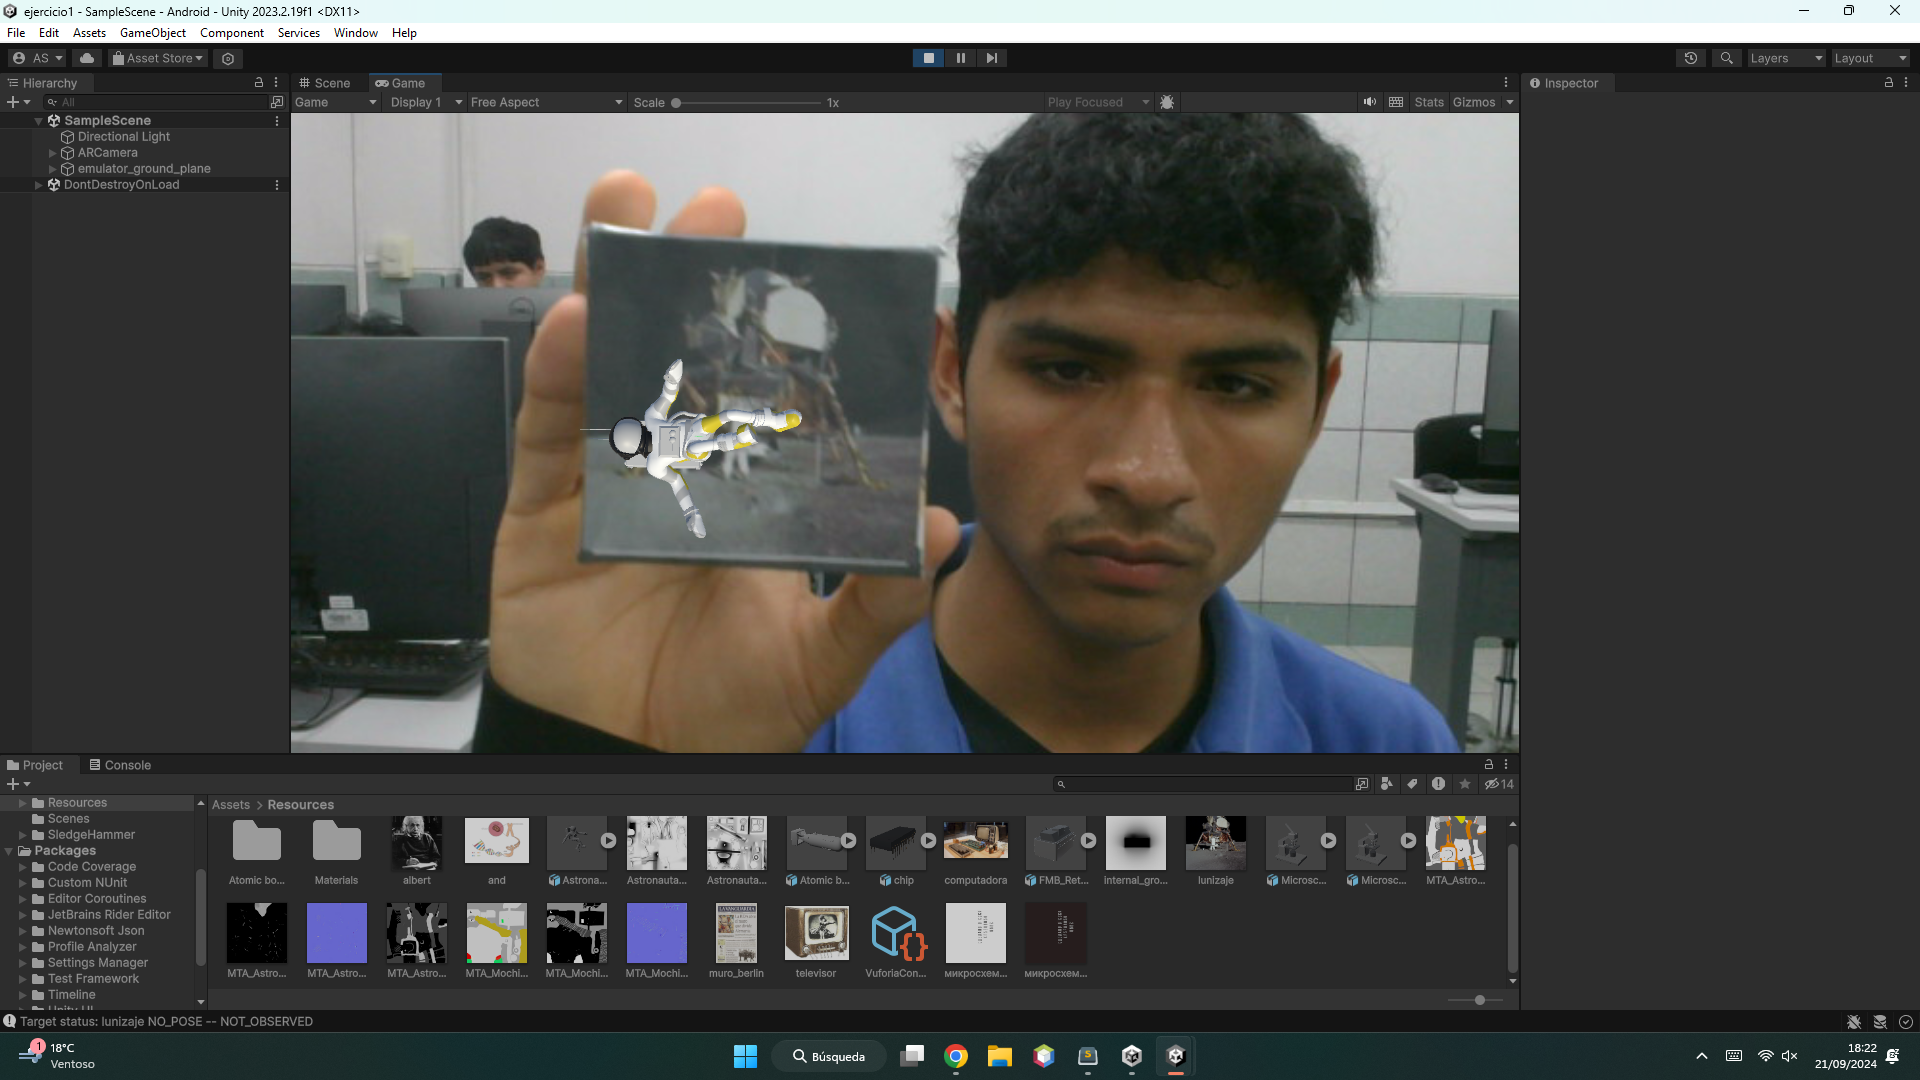 ejercicio1 - SampleScene - Android - Unity 2023.2.19f1 <DX11>
File Edit Assets GameObject Component Services Window Help
AS Asset Store Layers Layout
Hierarchy Scene Game Inspector
All Game Display 1 Free Aspect Scale 1x Play Focused Stats Gizmos
SampleScene
Directional Light
ARCamera
emulator_ground_plane
DontDestroyOnLoad
Project Console
14
Resources
Scenes
SledgeHammer
Packages
Code Coverage
Custom NUnit
Editor Coroutines
JetBrains Rider Editor
Newtonsoft Json
Profile Analyzer
Settings Manager
Test Framework
Timeline
Unity UI
Assets > Resources
Atomic bo... Materials albert and Astrona... Astronauta... Astronauta... Atomic b... chip computadora FMB_Ret... internal_gro... lunizaje Microsc... Microsc... MTA_Astro...
MTA_Astro... MTA_Astro... MTA_Astro... MTA_Mochi... MTA_Mochi... MTA_Mochi... muro_berlin televisor VuforiaCon... микросхем... микросхем...
Target status: lunizaje NO_POSE -- NOT_OBSERVED
1 18°C
Ventoso
Búsqueda
18:22
21/09/2024